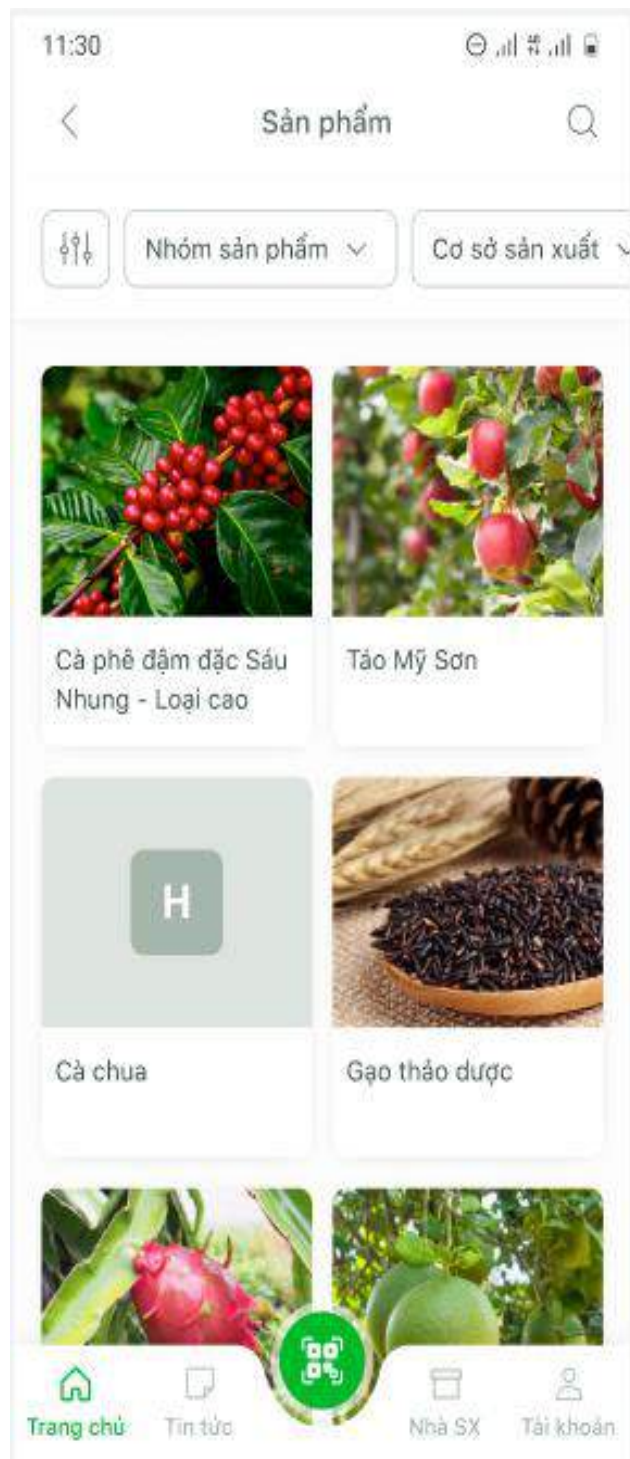 11:30
Sản phẩm
Nhóm sản phẩm
Cơ sở sản xuất
Cà phê đậm đặc Sáu
Nhung - Loại cao
Táo Mỹ Sơn
H
Cà chua
Gạo thảo dược
Trang chủ
Tin tức
Nhà SX
Tài khoản